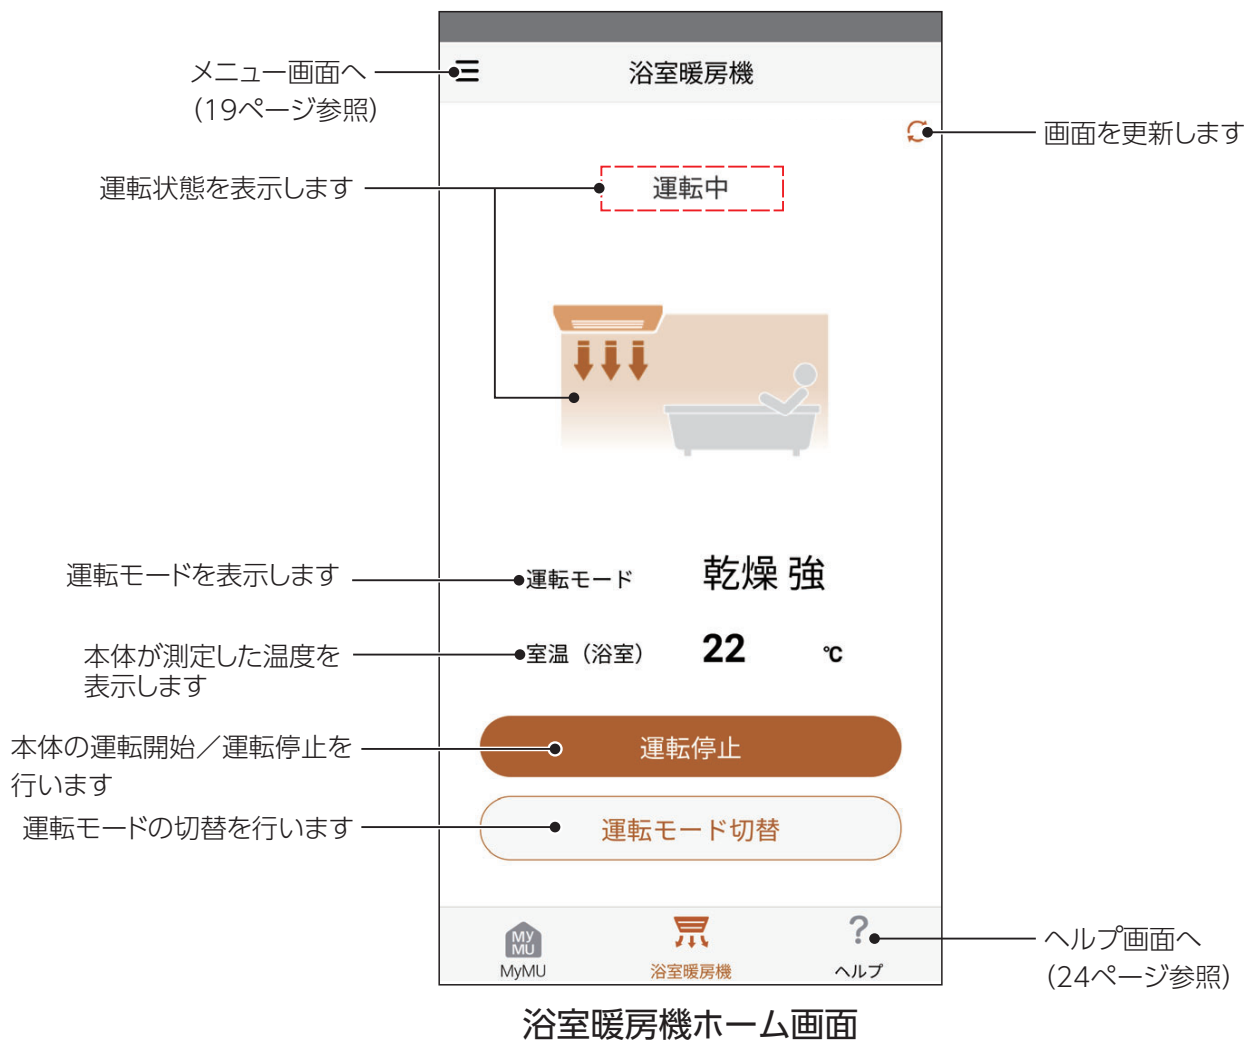 浴室暖房機
メニュー画面へ
(19ページ参照)
画面を更新します
運転状態を表示します
運転中
運転モードを表示します
運転モード 乾燥 強
本体が測定した温度を
表示します
室温（浴室） 22 ℃
本体の運転開始／運転停止を
行います
運転停止
運転モードの切替を行います
運転モード切替
MY
MU
MyMU
浴室暖房機
?
ヘルプ
ヘルプ画面へ
(24ページ参照)
浴室暖房機ホーム画面